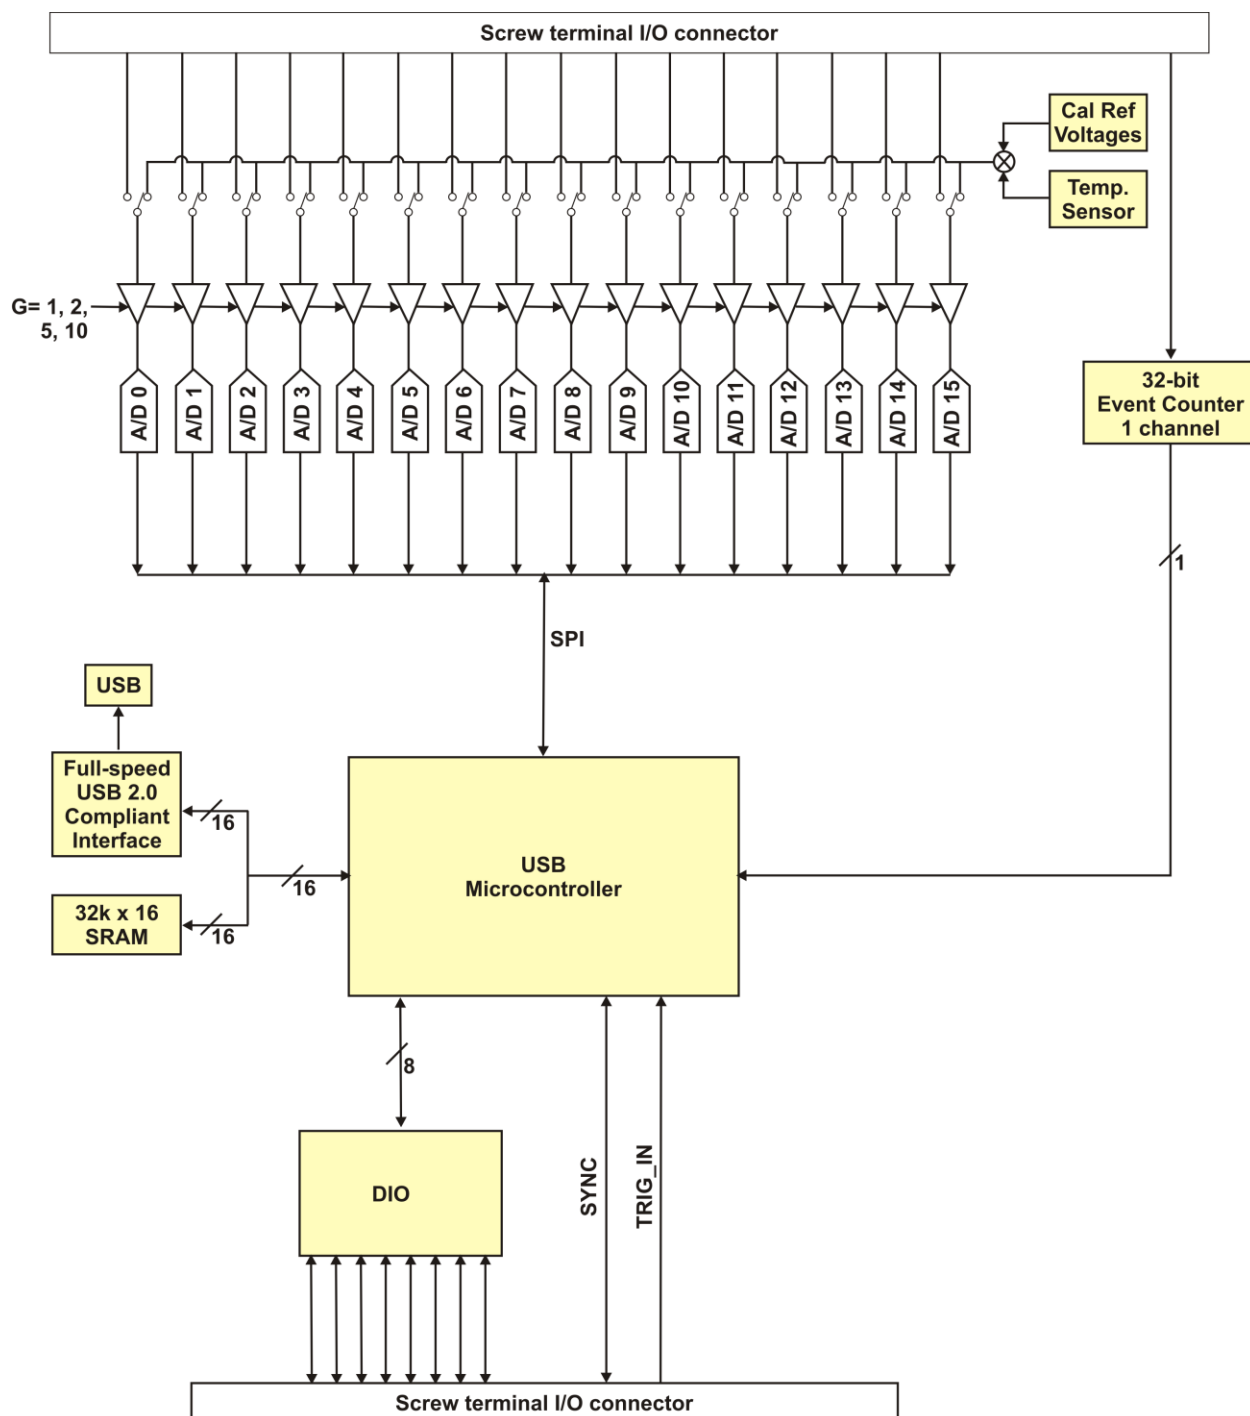 Screw terminal I/O connector
Cal Ref
Voltages
Temp.
Sensor
G= 1, 2,
5, 10
A/D 0
A/D 1
A/D 2
A/D 3
A/D 4
A/D 5
A/D 6
A/D 7
A/D 8
A/D 9
A/D 10
A/D 11
A/D 12
A/D 13
A/D 14
A/D 15
32-bit
Event Counter
1 channel
1
SPI
USB
Full-speed
USB 2.0
Compliant
Interface
16
16
32k x 16
SRAM
16
USB
Microcontroller
8
DIO
SYNC
TRIG_IN
Screw terminal I/O connector